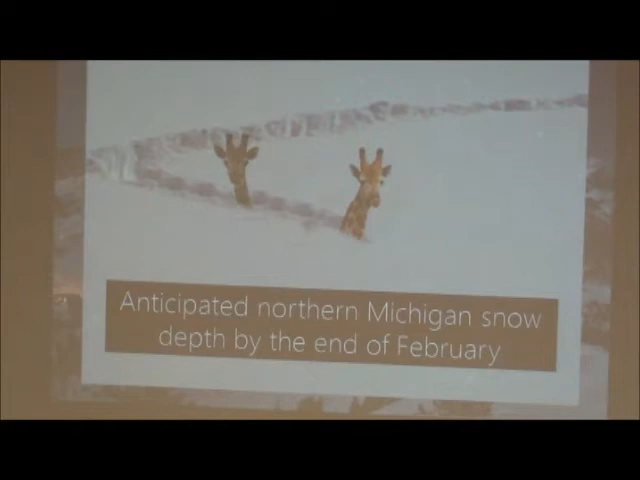 Anticipated northern Michigan snow
depth by the end of February